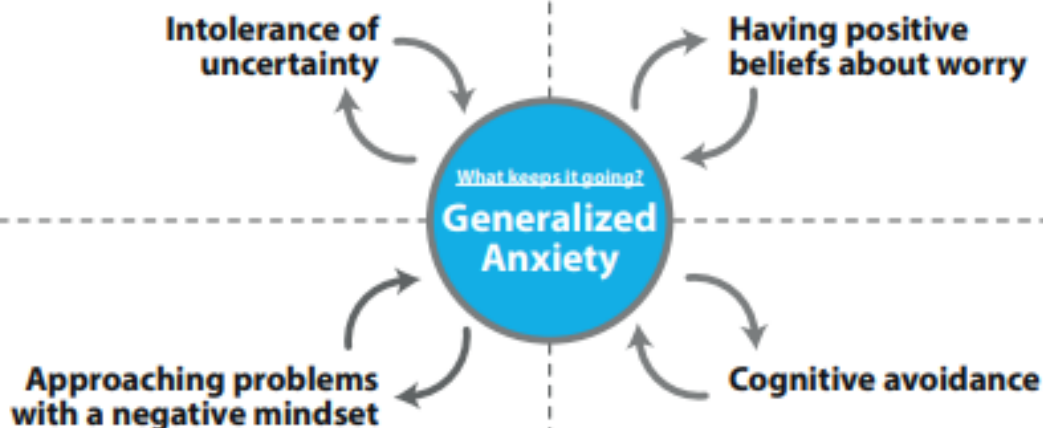 Intolerance of
uncertainty
Having positive
beliefs about worry
What keeps it going?
Generalized
Anxiety
Approaching problems
with a negative mindset
Cognitive avoidance